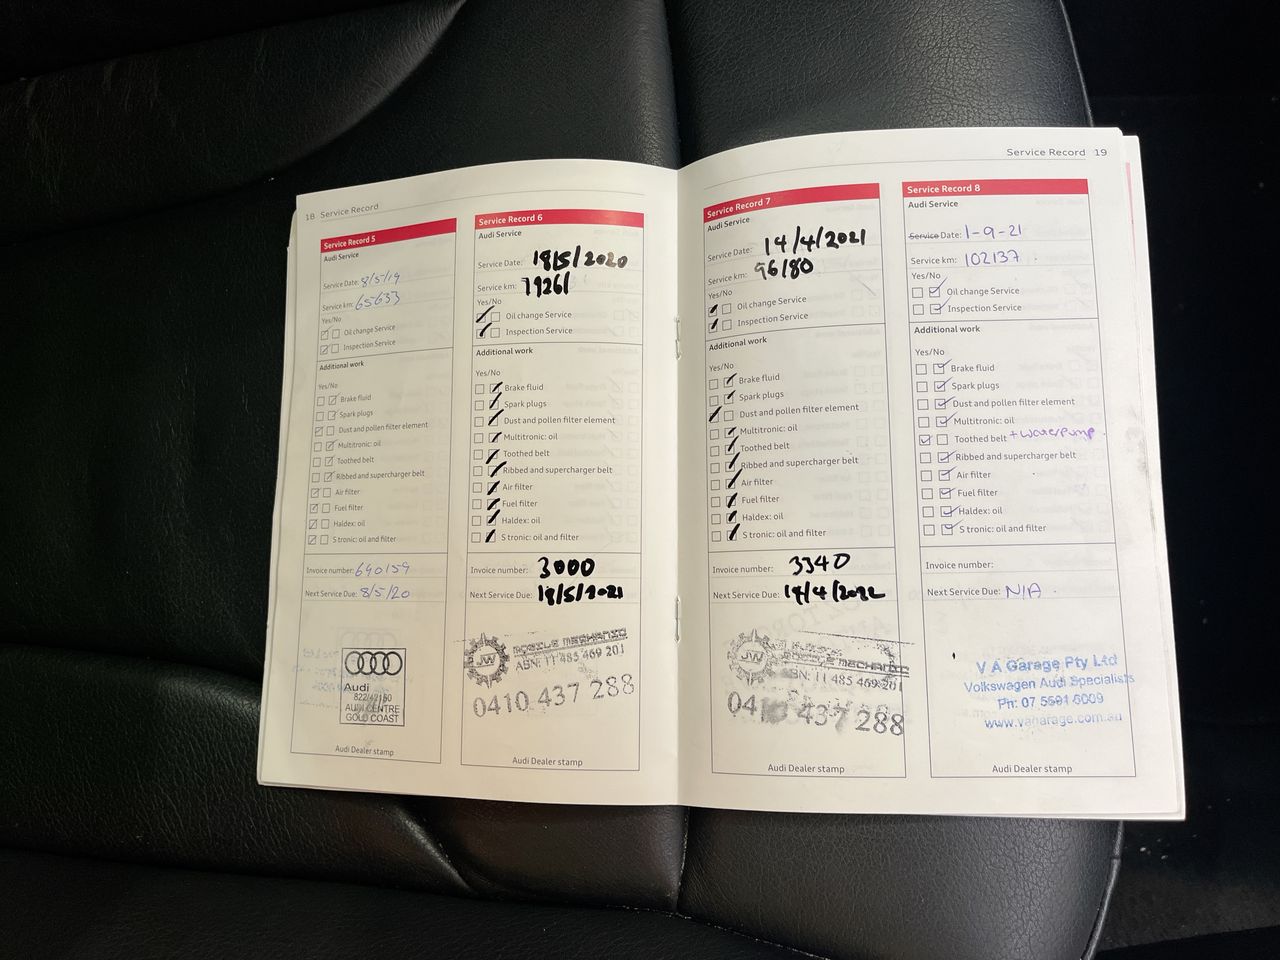 18 Service Record
Service Record 5
Audi Service
Service Date: 8/5/19
Service km: 65633
Yes/No
Oil change Service
Inspection Service
Additional work
Yes/No
Brake fluid
Spark plugs
Dust and pollen filter element
Multitronic: oil
Toothed belt
Ribbed and supercharger belt
Air filter
Fuel filter
Haldex: oil
S tronic: oil and filter
Invoice number: 640159
Next Service Due: 8/5/20
Audi
AUDI CENTRE
GOLD COAST
Audi Dealer stamp
Service Record 6
Audi Service
Service Date: 18/5/2020
Service km: 79261
Yes/No
Oil change Service
Inspection Service
Additional work
Yes/No
Brake fluid
Spark plugs
Dust and pollen filter element
Multitronic: oil
Toothed belt
Ribbed and supercharger belt
Air filter
Fuel filter
Haldex: oil
S tronic: oil and filter
Invoice number: 3000
Next Service Due: 18/5/2021
JW
MOBILE MECHANIC
ABN: 11 485 469 201
0410 437 288
Audi Dealer stamp
Service Record 19
Service Record 7
Audi Service
Service Date: 14/4/2021
Service km: 96180
Yes/No
Oil change Service
Inspection Service
Additional work
Yes/No
Brake fluid
Spark plugs
Dust and pollen filter element
Multitronic: oil
Toothed belt
Ribbed and supercharger belt
Air filter
Fuel filter
Haldex: oil
S tronic: oil and filter
Invoice number: 3340
Next Service Due: 14/4/2022
JW
MOBILE MECHANIC
ABN: 11 485 469 201
0410 437 288
Audi Dealer stamp
Service Record 8
Audi Service
Service Date: 1-9-21
Service km: 102137
Yes/No
Oil change Service
Inspection Service
Additional work
Yes/No
Brake fluid
Spark plugs
Dust and pollen filter element
Multitronic: oil
Toothed belt + waterpump
Ribbed and supercharger belt
Air filter
Fuel filter
Haldex: oil
S tronic: oil and filter
Invoice number:
Next Service Due: N/A
V A Garage Pty Ltd
Volkswagen Audi Specialists
Ph: 07 5591 6009
www.vagarage.com.au
Audi Dealer stamp